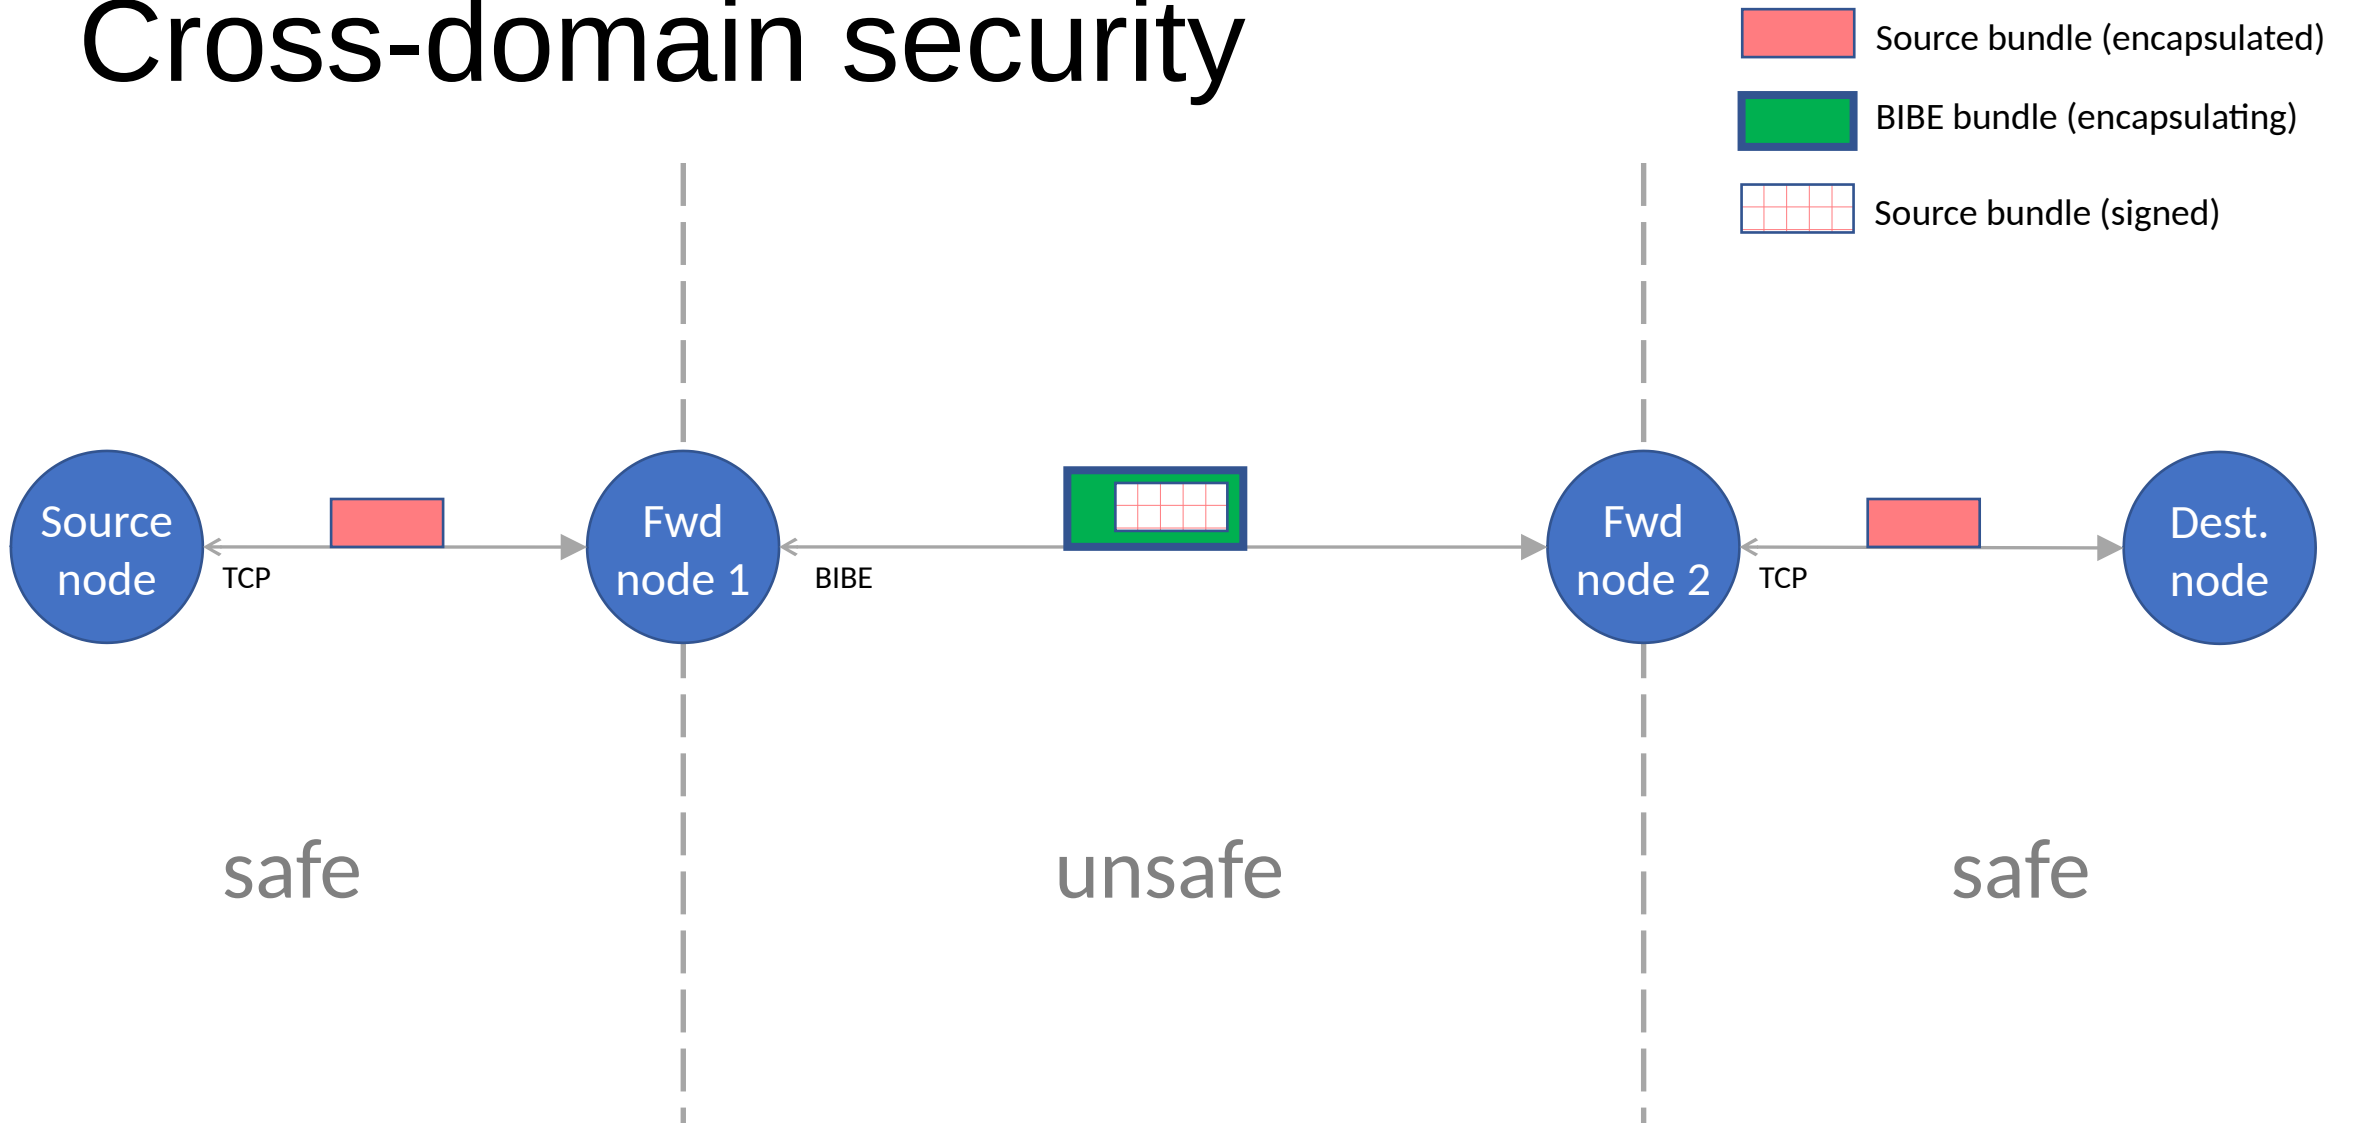 Cross-domain security
Source bundle (encapsulated)
BIBE bundle (encapsulating)
Source bundle (signed)
Source
node
TCP
Fwd
node 1
BIBE
Fwd
node 2
TCP
Dest.
node
safe
unsafe
safe